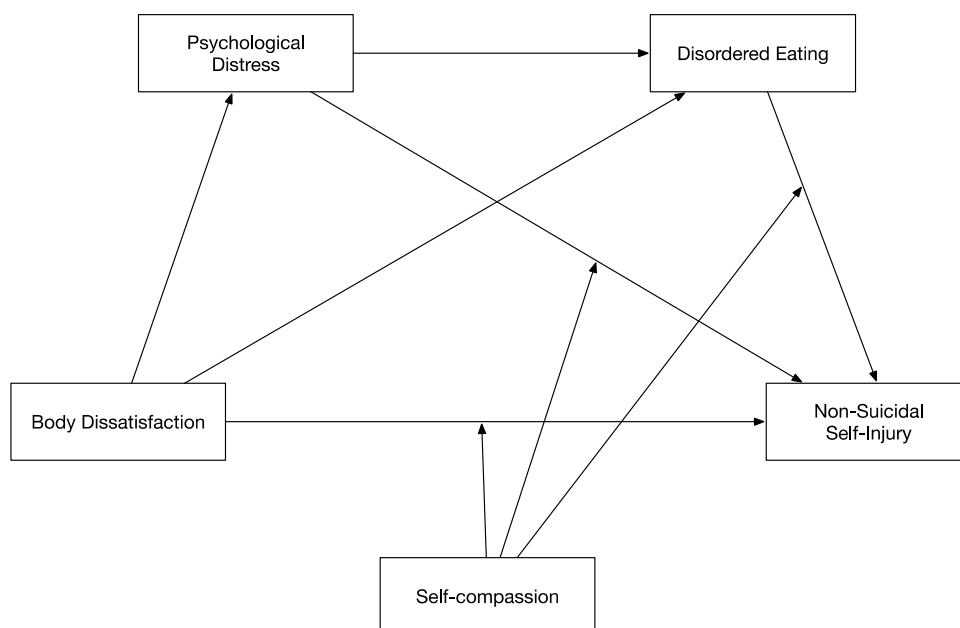 Psychological
Distress
Disordered Eating
Body Dissatisfaction
Non-Suicidal
Self-Injury
Self-compassion